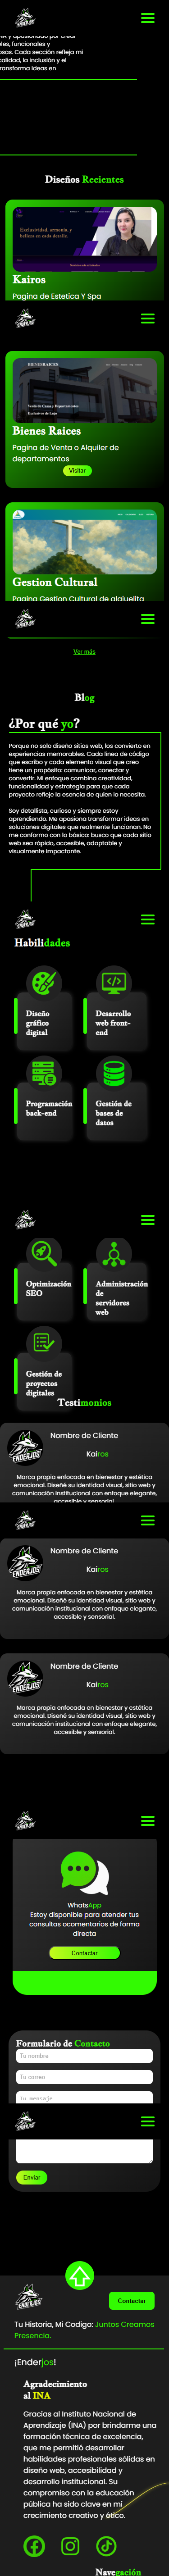 ENDERJOS
A y apasionado por crear
bles, funcionales y
osas. Cada sección refleja mi
calidad, la inclusión y el
transforma ideas en
Diseños Recientes
Kairos
Pagina de Estetica Y Spa
ENDERJOS
BIENESRAICES
Venta de Casas y Departamentos
Exclusivos de Lujo
Bienes Raices
Pagina de Venta o Alquiler de
departamentos
Visitar
Gestion Cultural
Pagina Gestion Cultural de alajuelita
ENDERJOS
Ver más
Blog
¿Por qué yo?
Porque no solo diseño sitios web, los convierto en
experiencias memorables. Cada línea de código
que escribo y cada elemento visual que creo
tiene un propósito: comunicar, conectar y
convertir. Mi enfoque combina creatividad,
funcionalidad y estrategia para que cada
proyecto refleje la esencia de quien lo necesita.
Soy detallista, curioso y siempre estoy
aprendiendo. Me apasiona transformar ideas en
soluciones digitales que realmente funcionan. No
me conformo con lo básico: busco que cada sitio
web sea rápido, accesible, adaptable y
visualmente impactante.
ENDERJOS
Habilidades
Diseño
gráfico
digital
Desarrollo
web front-
end
Programación
back-end
Gestión de
bases de
datos
ENDERJOS
Optimización
SEO
Administración
de
servidores
web
Gestión de
proyectos
digitales
Testimonios
ENDERJOS
Nombre de Cliente
Kairos
Marca propia enfocada en bienestar y estética
emocional. Diseñé su identidad visual, sitio web y
comunicación institucional con enfoque elegante,
accesible y sensorial.
ENDERJOS
ENDERJOS
Nombre de Cliente
Kairos
Marca propia enfocada en bienestar y estética
emocional. Diseñé su identidad visual, sitio web y
comunicación institucional con enfoque elegante,
accesible y sensorial.
ENDERJOS
Nombre de Cliente
Kairos
Marca propia enfocada en bienestar y estética
emocional. Diseñé su identidad visual, sitio web y
comunicación institucional con enfoque elegante,
accesible y sensorial.
ENDERJOS
WhatsApp
Estoy disponible para atender tus
consultas ocomentarios de forma
directa
Contactar
Formulario de Contacto
Tu nombre
Tu correo
Tu mensaje
ENDERJOS
Enviar
ENDERJOS
Contactar
Tu Historia, Mi Codigo: Juntos Creamos
Presencia.
¡Enderjos!
Agradecimiento
al INA
Gracias al Instituto Nacional de
Aprendizaje (INA) por brindarme una
formación técnica de excelencia,
que me permitió desarrollar
habilidades profesionales sólidas en
diseño web, accesibilidad y
desarrollo institucional. Su
compromiso con la educación
pública ha sido clave en mi
crecimiento creativo y ético.
Navegación